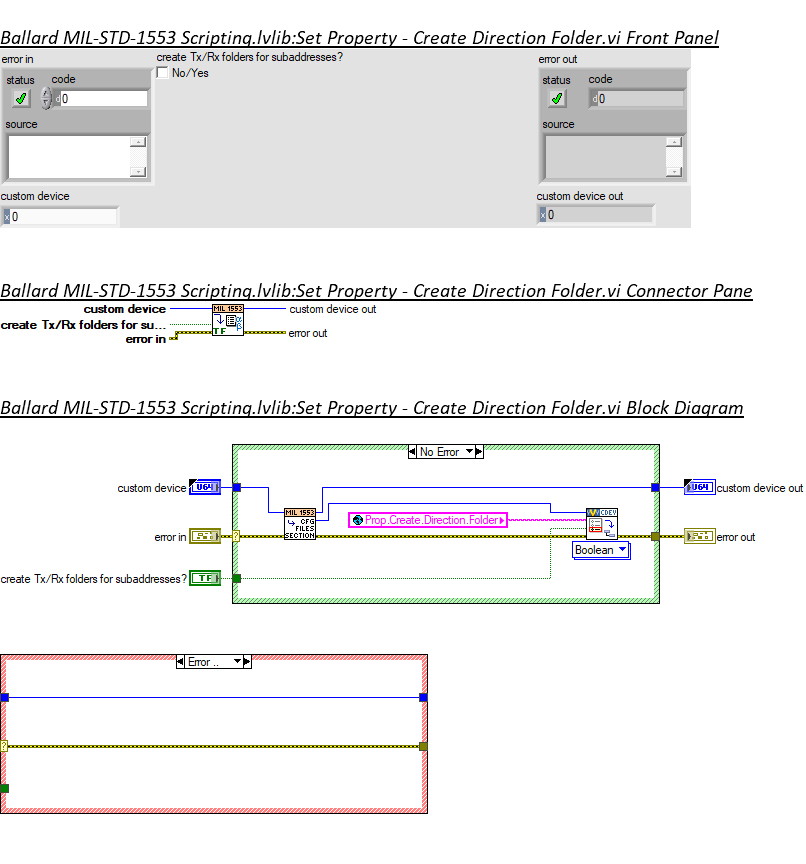 Ballard MIL-STD-1553 Scripting.lvlib:Set Property - Create Direction Folder.vi Front Panel
error in
create Tx/Rx folders for subaddresses?
error out
No/Yes
status code
status code
d 0
d 0
source
source
custom device
custom device out
x 0
x 0
Ballard MIL-STD-1553 Scripting.lvlib:Set Property - Create Direction Folder.vi Connector Pane
custom device
MIL 1553
custom device out
create Tx/Rx folders for su...
TF
error in
error out
Ballard MIL-STD-1553 Scripting.lvlib:Set Property - Create Direction Folder.vi Block Diagram
No Error
custom device
U64
U64
custom device out
MIL 1553
CFG
FILES
SECTION
Prop.Create.Direction.Folder
CDEV
error in
?
error out
Boolean
create Tx/Rx folders for subaddresses?
TF
Error ..
?